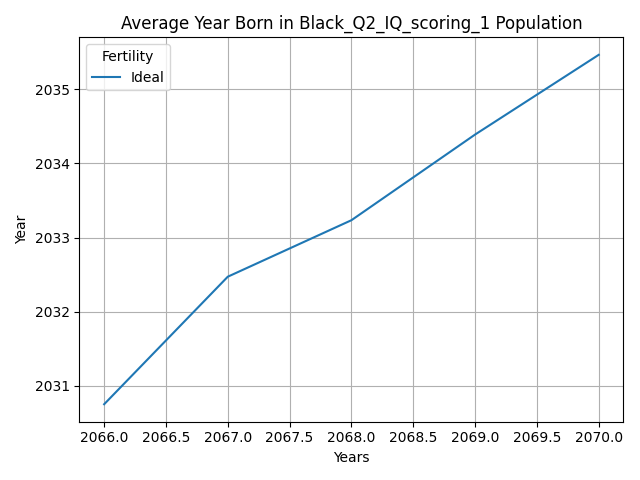 Average Year Born in Black_Q2_IQ_scoring_1 Population
Fertility
Ideal
Year
2035
2034
2033
2032
2031
2066.0 2066.5 2067.0 2067.5 2068.0 2068.5 2069.0 2069.5 2070.0
Years